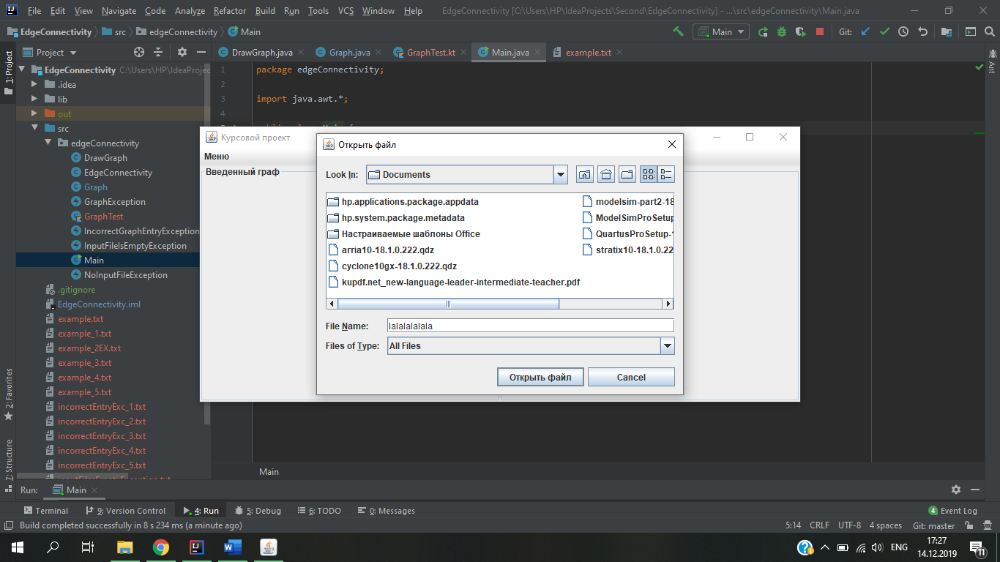 File Edit View Navigate Code Analyze Refactor Build Run Tools VCS Window Help EdgeConnectivity [C:\Users\HP\IdeaProjects\Second\EdgeConnectivity] - ...\src\edgeConnectivity\Main.java
EdgeConnectivity src edgeConnectivity Main Main Git:
1: Project
Project
DrawGraph.java Graph.java GraphTest.kt Main.java example.txt
Ant
EdgeConnectivity C:\Users\HP\IdeaProjec
.idea
lib
out
src
edgeConnectivity
DrawGraph
EdgeConnectivity
Graph
GraphException
GraphTest
IncorrectGraphEntryException
InputFileIsEmptyException
Main
NoInputFileException
.gitignore
EdgeConnectivity.iml
example.txt
example_1.txt
example_2EX.txt
example_3.txt
example_4.txt
example_5.txt
incorrectEntryExc_1.txt
incorrectEntryExc_2.txt
incorrectEntryExc_3.txt
incorrectEntryExc_4.txt
incorrectEntryExc_5.txt
1 package edgeConnectivity;
2
3 import java.awt.*;
4
Курсовой проект
Меню
Введенный граф
Открыть файл
Look In: Documents
hp.applications.package.appdata
hp.system.package.metadata
Настраиваемые шаблоны Office
arria10-18.1.0.222.qdz
cyclone10gx-18.1.0.222.qdz
kupdf.net_new-language-leader-intermediate-teacher.pdf
modelsim-part2-18
ModelSimProSetup
QuartusProSetup-1
stratix10-18.1.0.22
File Name: lalalalalala
Files of Type: All Files
Открыть файл Cancel
Main
2: Favorites
7: Structure
Run: Main
Terminal 9: Version Control 4: Run 5: Debug 6: TODO 0: Messages 4 Event Log
Build completed successfully in 8 s 234 ms (a minute ago) 5:14 CRLF UTF-8 4 spaces Git: master
ENG 17:27
14.12.2019
11